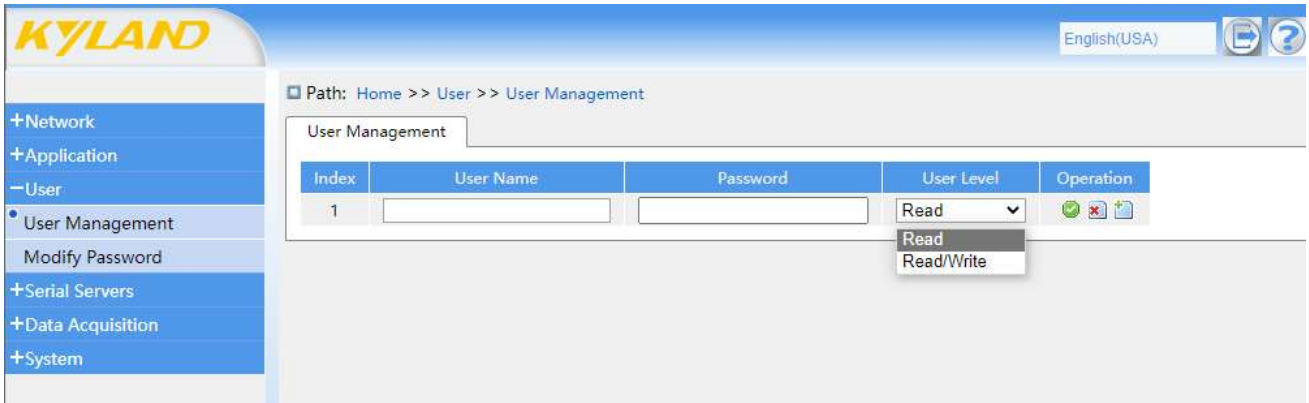 KYLAND
English(USA)
Path: Home >> User >> User Management
+Network
+Application
−User
User Management
Modify Password
+Serial Servers
+Data Acquisition
+System
User Management
Index User Name Password User Level Operation
1 Read
Read
Read/Write